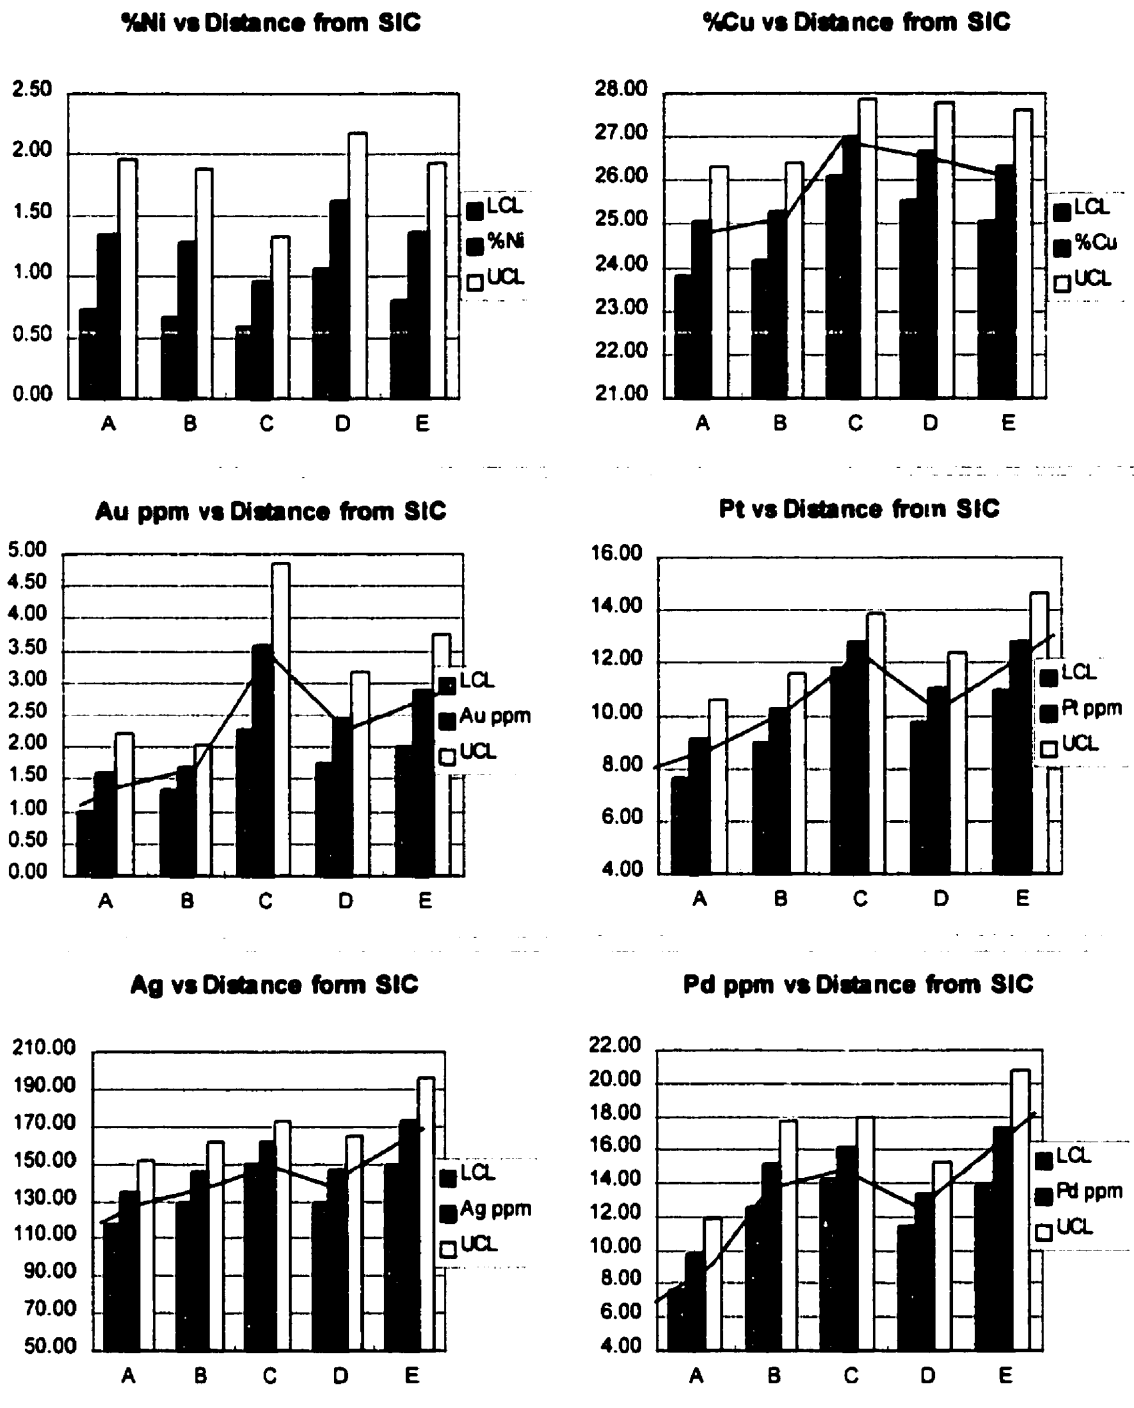 %Ni vs Distance from SIC
2.50
2.00
1.50
1.00
0.50
0.00
A B C D E
LCL
%Ni
UCL
%Cu vs Distance from SIC
28.00
27.00
26.00
25.00
24.00
23.00
22.00
21.00
A B C D E
LCL
%Cu
UCL
Au ppm vs Distance from SIC
5.00
4.50
4.00
3.50
3.00
2.50
2.00
1.50
1.00
0.50
0.00
A B C D E
LCL
Au ppm
UCL
Pt vs Distance from SIC
16.00
14.00
12.00
10.00
8.00
6.00
4.00
A B C D E
LCL
Pt ppm
UCL
Ag vs Distance form SIC
210.00
190.00
170.00
150.00
130.00
110.00
90.00
70.00
50.00
A B C D E
LCL
Ag ppm
UCL
Pd ppm vs Distance from SIC
22.00
20.00
18.00
16.00
14.00
12.00
10.00
8.00
6.00
4.00
A B C D E
LCL
Pd ppm
UCL